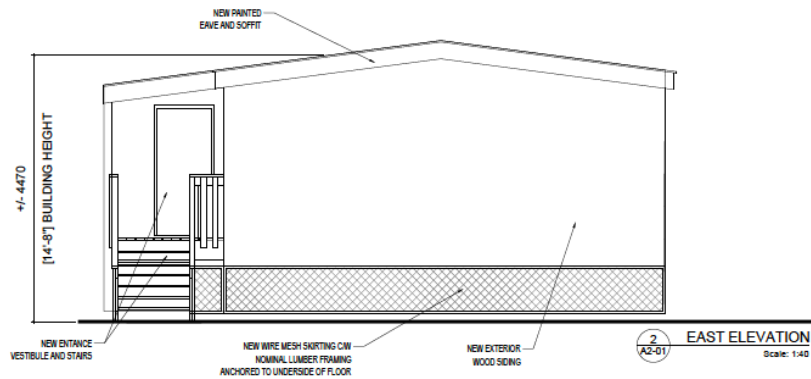 NEW PAINTED
EAVE AND SOFFIT
+/- 4470
[14'-8"] BUILDING HEIGHT
NEW ENTANCE
VESTIBULE AND STAIRS
NEW WIRE MESH SKIRTING C/W
NOMINAL LUMBER FRAMING
ANCHORED TO UNDERSIDE OF FLOOR
NEW EXTERIOR
WOOD SIDING
2
A2-01
EAST ELEVATION
Scale: 1:40